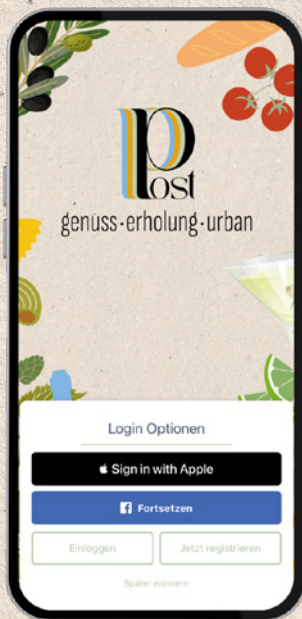 Post
genuss·erholung·urban
Login Optionen
Sign in with Apple
Fortsetzen
Einloggen
Jetzt registrieren
Später erinnern